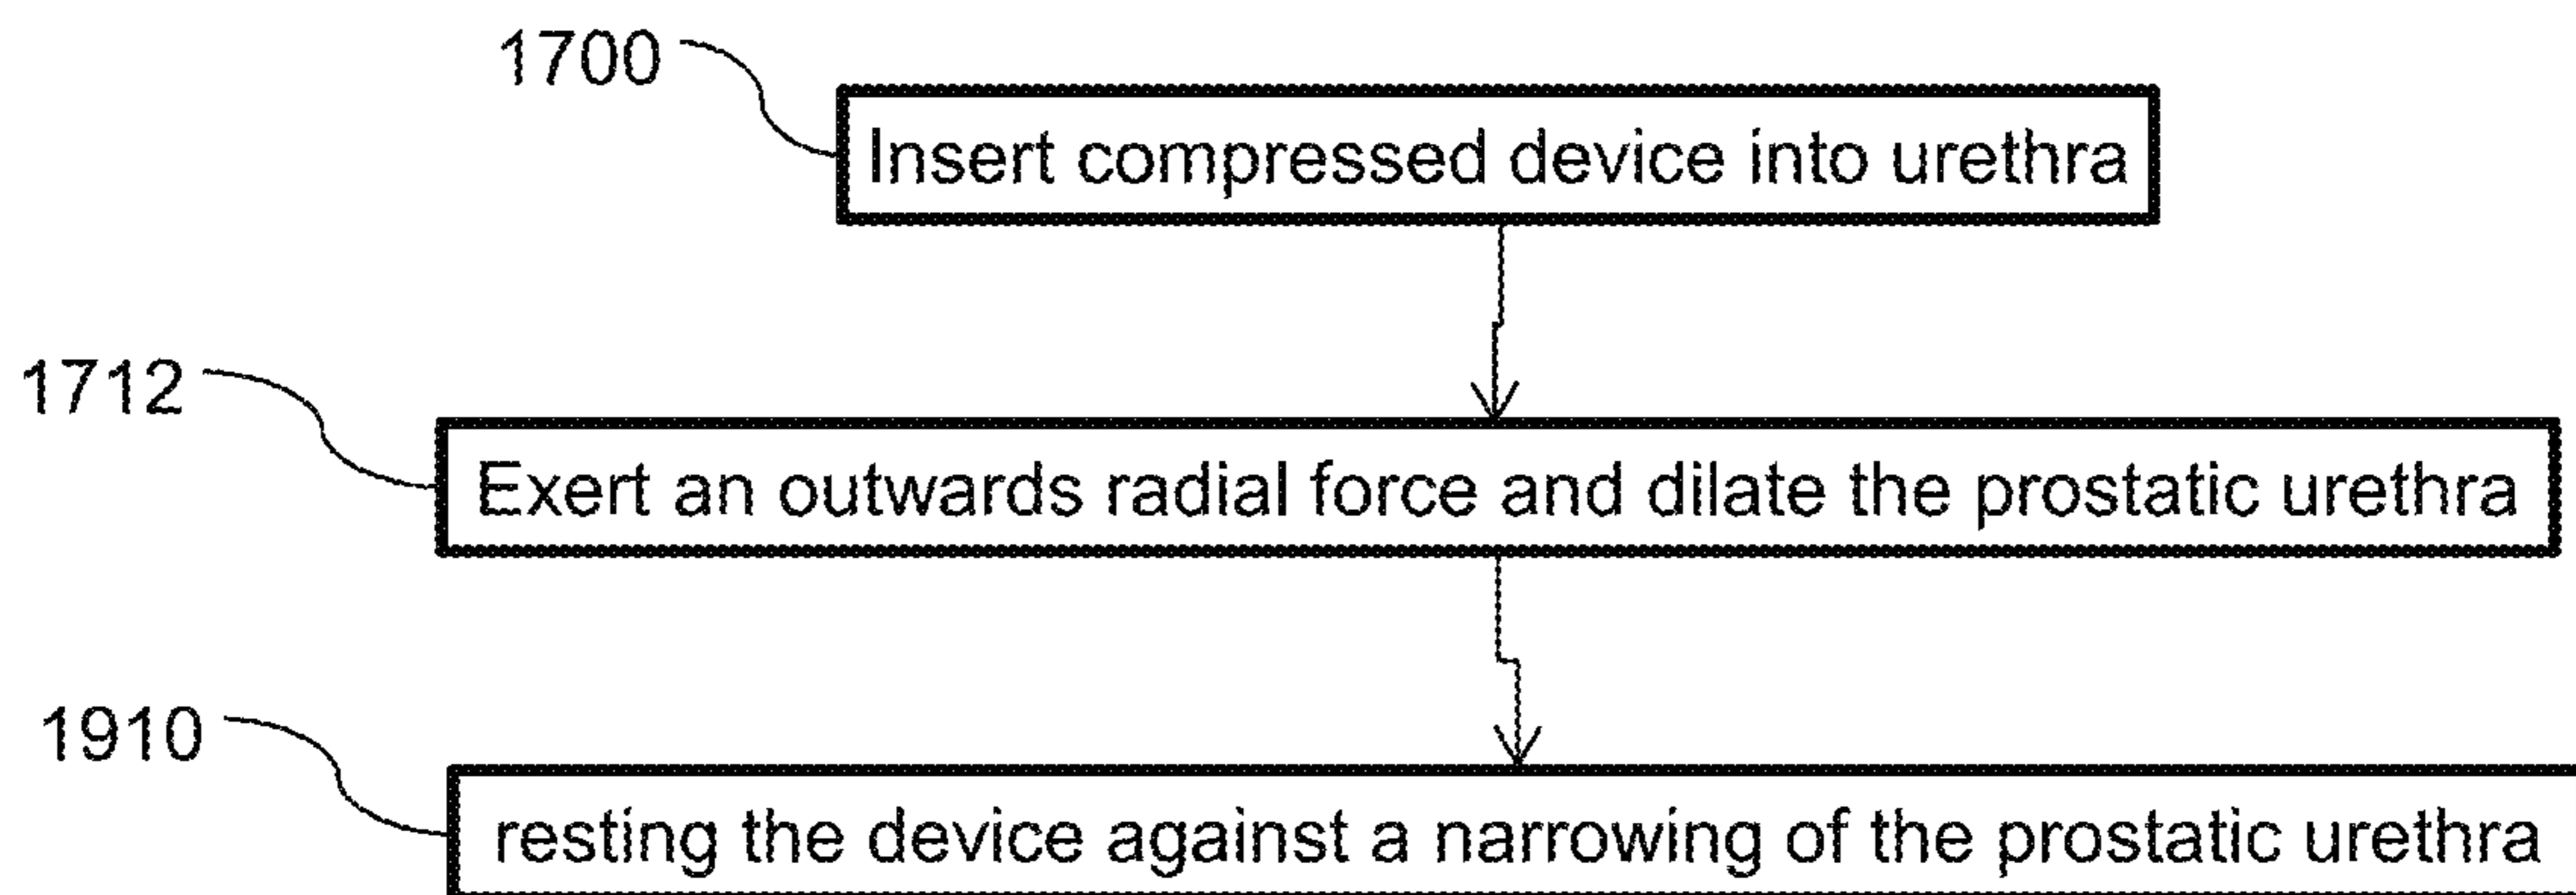 1700
Insert compressed device into urethra
1712
Exert an outwards radial force and dilate the prostatic urethra
1910
resting the device against a narrowing of the prostatic urethra